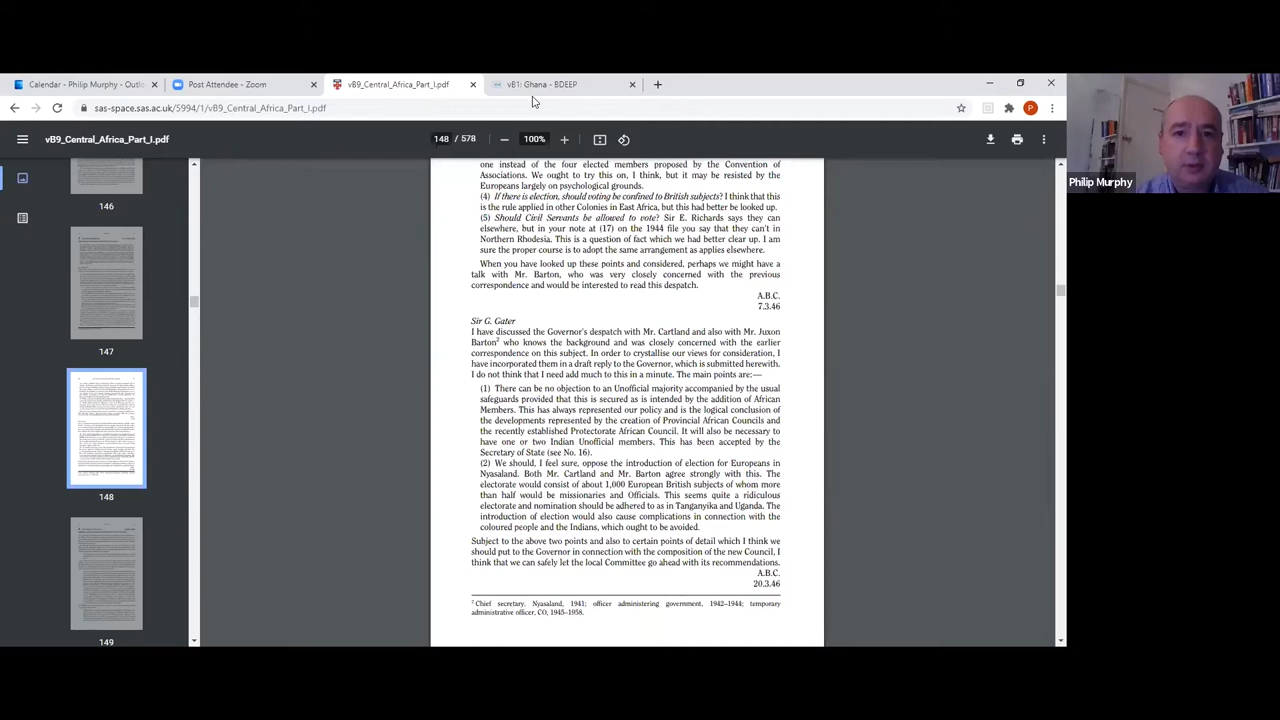 Calendar - Philip Murphy - Outlo
Post Attendee - Zoom
vB9_Central_Africa_Part_I.pdf
vB1: Ghana - BDEEP
sas-space.sas.ac.uk/5994/1/vB9_Central_Africa_Part_I.pdf
P
vB9_Central_Africa_Part_I.pdf
148 / 578
100%
146
147
148
149
one instead of the four elected members proposed by the Convention of
Associations. We ought to try this on, I think, but it may be resisted by the
Europeans largely on psychological grounds.
(4) If there is election, should voting be confined to British subjects? I think that this
is the rule applied in other Colonies in East Africa, but this had better be looked up.
(5) Should Civil Servants be allowed to vote? Sir E. Richards says they can
elsewhere, but in your note at (17) on the 1944 file you say that they can't in
Northern Rhodesia. This is a question of fact which we had better clear up. I am
sure the proper course is to adopt the same arrangement as applies elsewhere.
When you have looked up these points and considered, perhaps we might have a
talk with Mr. Barton, who was very closely concerned with the previous
correspondence and would be interested to read this despatch.
A.B.C.
7.3.46
Sir G. Gater
I have discussed the Governor's despatch with Mr. Cartland and also with Mr. Juxon
Barton2 who knows the background and was closely concerned with the earlier
correspondence on this subject. In order to crystallise our views for consideration, I
have incorporated them in a draft reply to the Governor, which is submitted herewith.
I do not think that I need add much to this in a minute. The main points are:—
(1) There can be no objection to an Unofficial majority accompanied by the usual
safeguards provided that this is secured as is intended by the addition of African
Members. This has always represented our policy and is the logical conclusion of
the developments represented by the creation of Provincial African Councils and
the recently established Protectorate African Council. It will also be necessary to
have one or two Indian Unofficial members. This has been accepted by the
Secretary of State (see No. 16).
(2) We should, I feel sure, oppose the introduction of election for Europeans in
Nyasaland. Both Mr. Cartland and Mr. Barton agree strongly with this. The
electorate would consist of about 1,000 European British subjects of whom more
than half would be missionaries and Officials. This seems quite a ridiculous
electorate and nomination should be adhered to as in Tanganyika and Uganda. The
introduction of election would also cause complications in connection with the
coloured people and the Indians, which ought to be avoided.
Subject to the above two points and also to certain points of detail which I think we
should put to the Governor in connection with the composition of the new Council, I
think that we can safely let the local Committee go ahead with its recommendations.
A.B.C.
20.3.46
2 Chief secretary, Nyasaland, 1941; officer administering government, 1942–1944; temporary
administrative officer, CO, 1945–1958.
Philip Murphy